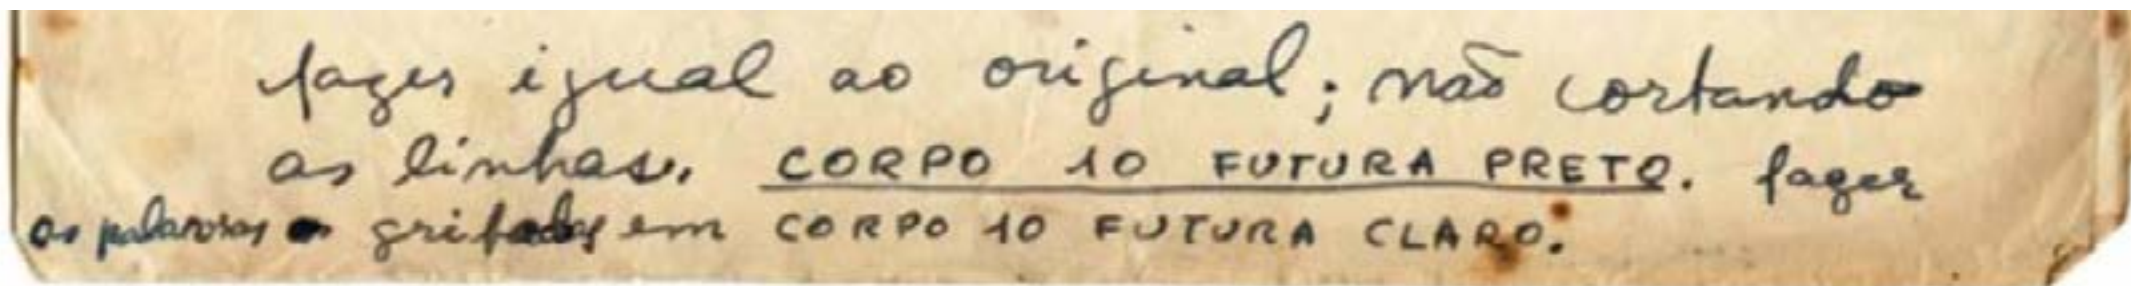 fazer igual ao original; não cortando
as linhas. CORPO 10 FUTURA PRETO. fazer
as palavras grifadas em CORPO 10 FUTURA CLARO.